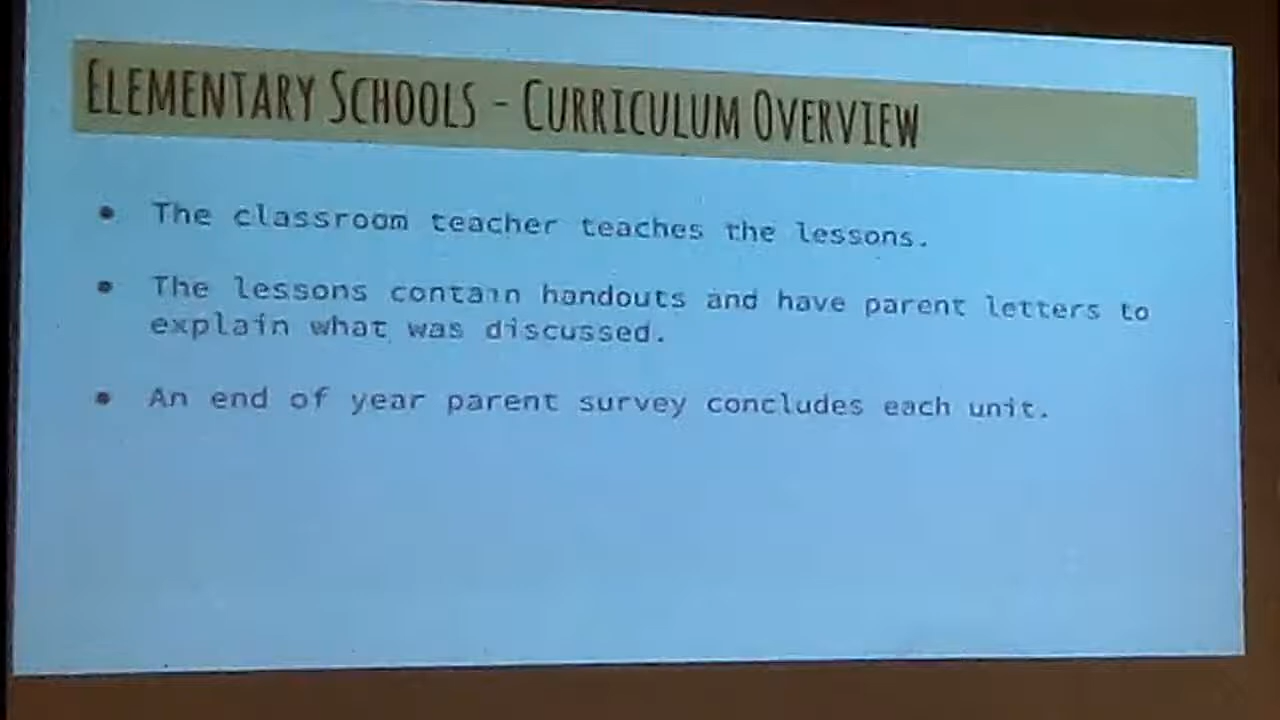 ELEMENTARY SCHOOLS - CURRICULUM OVERVIEW
• The classroom teacher teaches the lessons.
• The lessons contain handouts and have parent letters to
explain what was discussed.
• An end of year parent survey concludes each unit.